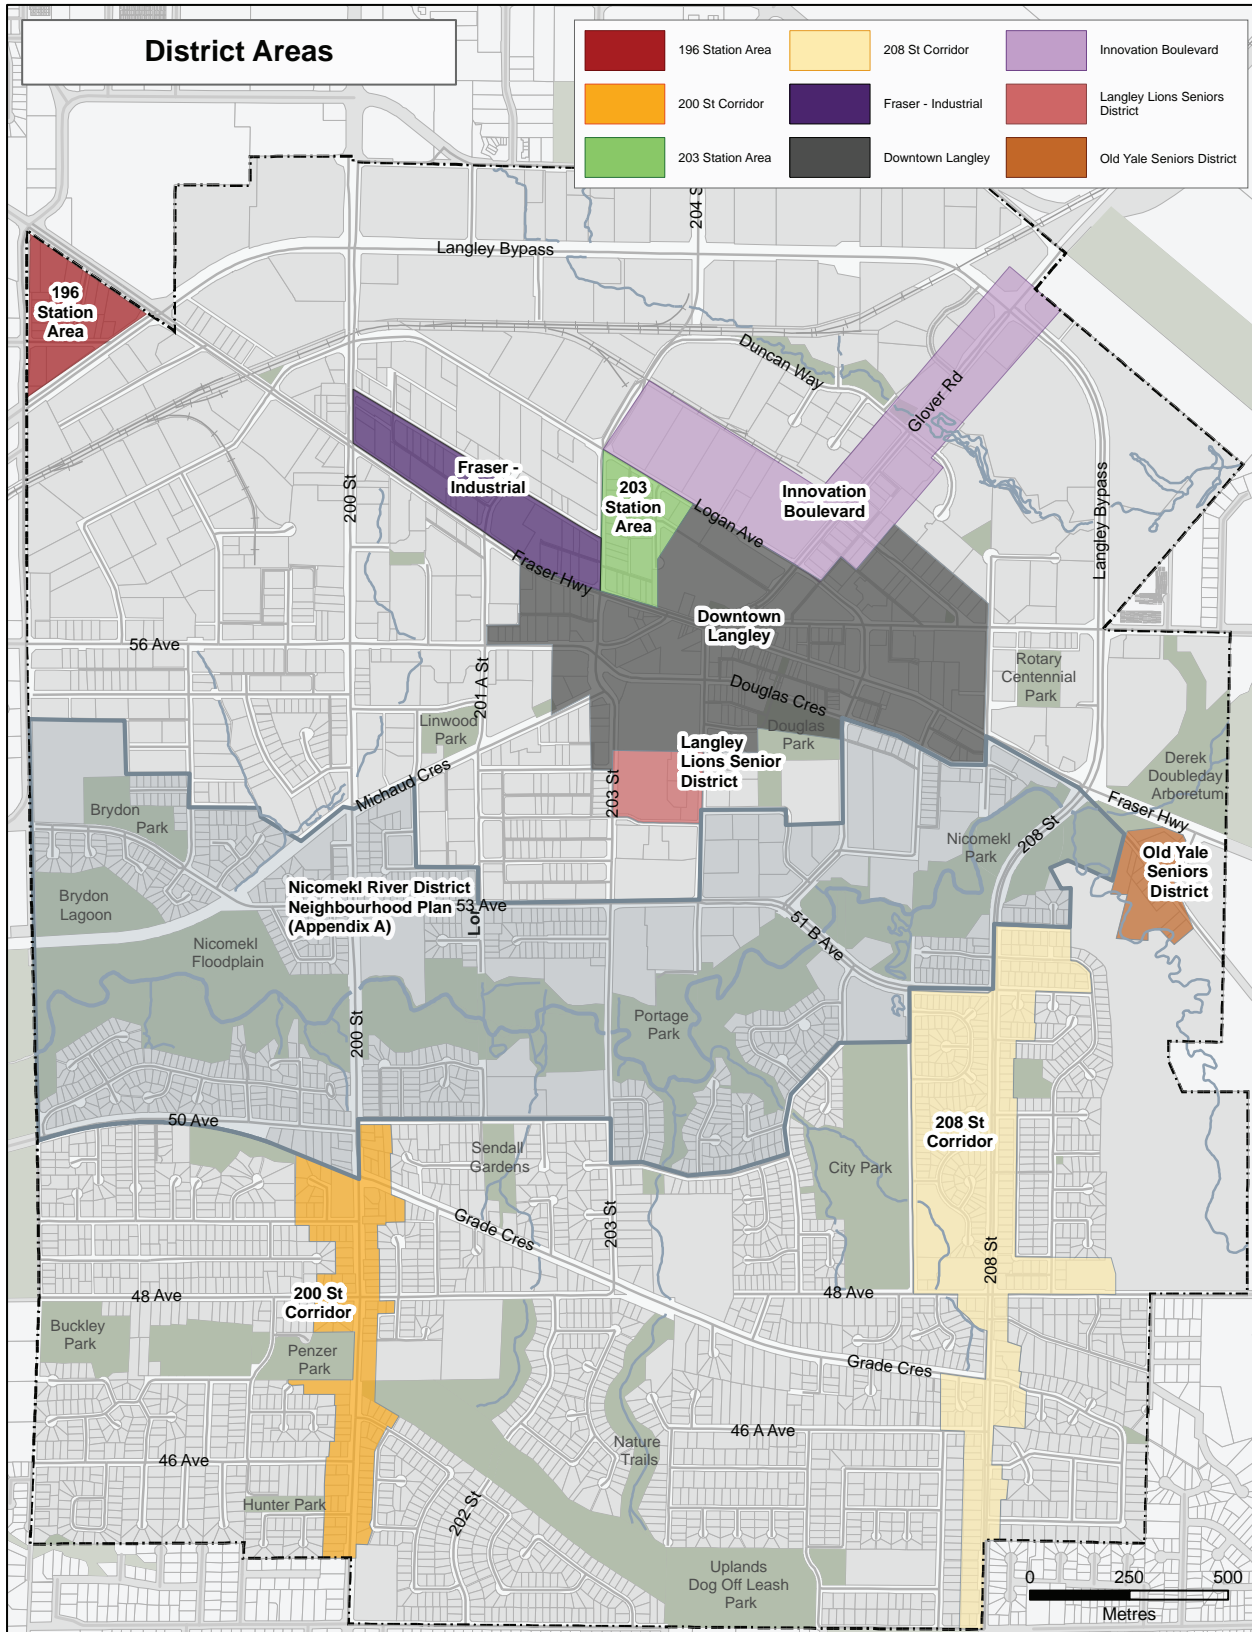 District Areas
196 Station Area
200 St Corridor
203 Station Area
208 St Corridor
Fraser - Industrial
Downtown Langley
Innovation Boulevard
Langley Lions Seniors
District
Old Yale Seniors District
204 S
Langley Bypass
196
Station
Area
Duncan Way
Glover Rd
200 St
Fraser -
Industrial
203
Station
Area
Logan Ave
Innovation
Boulevard
Langley Bypass
Fraser Hwy
Downtown
Langley
56 Ave
201 A St
Rotary
Centennial
Park
Douglas Cres
Linwood
Park
Douglas
Park
Langley
Lions Senior
District
Derek
Doubleday
Arboretum
Michaud Cres
203 St
Fraser Hwy
Brydon
Park
208 St
Nicomekl
Park
Old Yale
Seniors
District
Brydon
Lagoon
Nicomekl River District
Neighbourhood Plan
(Appendix A)
53 Ave
Lor
51 B Ave
Nicomekl
Floodplain
Portage
Park
200 St
50 Ave
208 St
Corridor
Sendall
Gardens
City Park
Grade Cres
203 St
208 St
200 St
Corridor
48 Ave
48 Ave
Buckley
Park
Penzer
Park
Grade Cres
46 A Ave
Nature
Trails
46 Ave
Hunter Park
202 St
Uplands
Dog Off Leash
Park
0 250 500
Metres